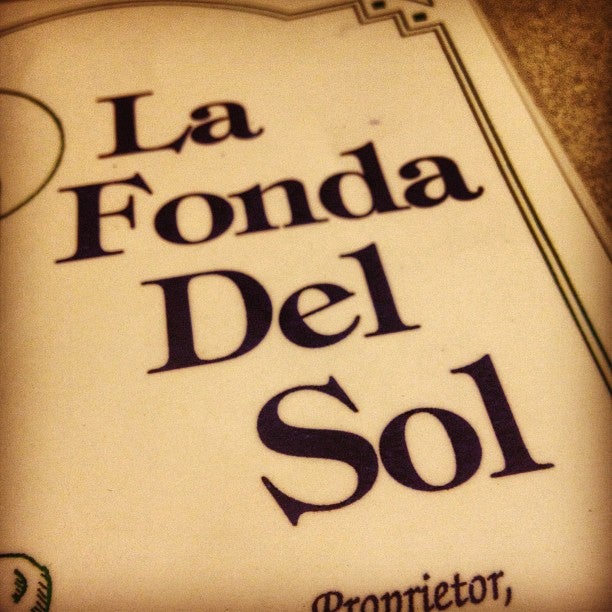 La
Fonda
Del
Sol
Proprietor,